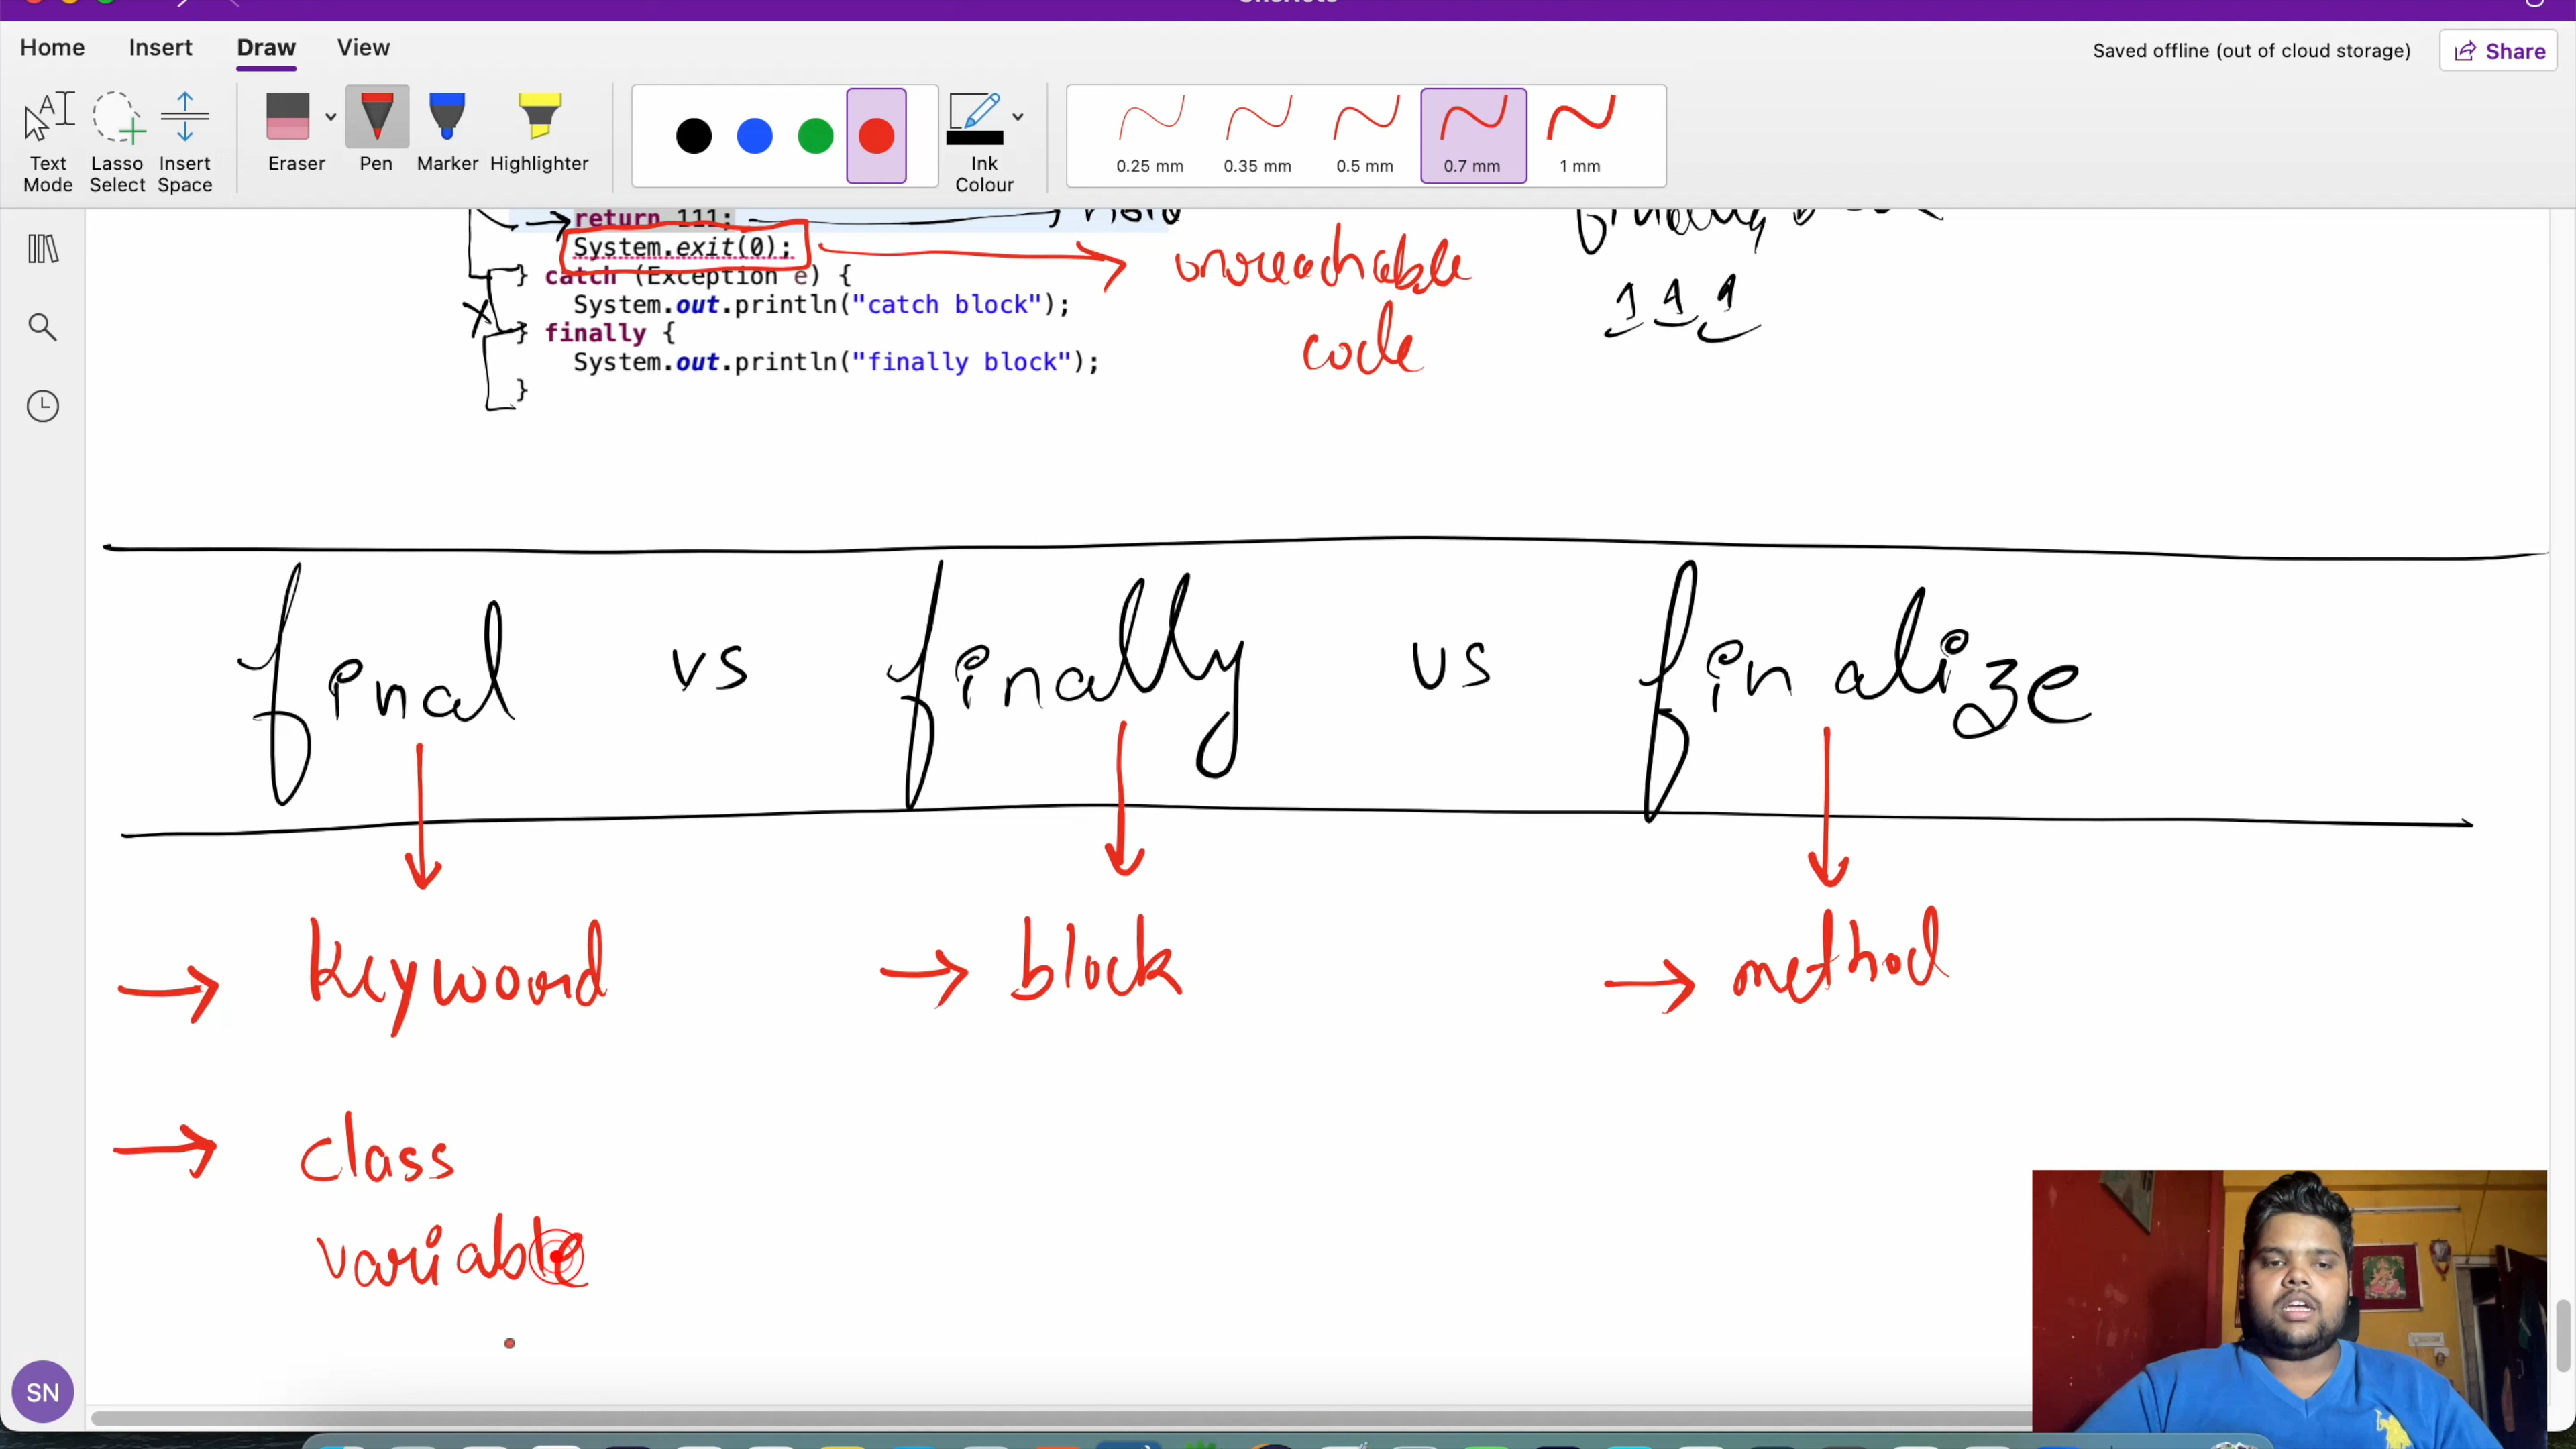 Home Insert Draw View
Saved offline (out of cloud storage) Share
Text Mode
Lasso Select
Insert Space
Eraser
Pen
Marker
Highlighter
Ink Colour
0.25 mm
0.35 mm
0.5 mm
0.7 mm
1 mm
return 111;
System.exit(0);
} catch (Exception e) {
System.out.println("catch block");
} finally {
System.out.println("finally block");
}
unreachable
code
111
X
final vs finally vs finalize
→ Keyword → block → method
→ class
variable
SN